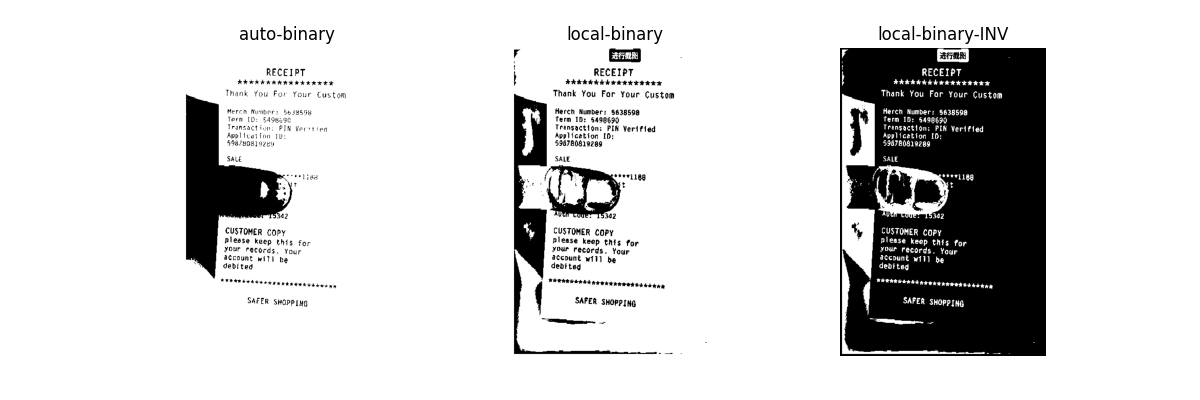 auto-binary
RECEIPT
*****************
Thank You For Your Custom
Merch Number: 5638598
Term ID: 5498690
Transaction: PIN Verified
Application ID:
598780819289
SALE
****1188
15342
CUSTOMER COPY
please keep this for
your records. Your
account will be
debited
***************************
SAFER SHOPPING
local-binary
进行截图
RECEIPT
*****************
Thank You For Your Custom
Merch Number: 5638598
Term ID: 5498690
Transaction: PIN Verified
Application ID:
598780819289
SALE
*****1188
Auth Code: 15342
CUSTOMER COPY
please keep this for
your records. Your
account will be
debited
***************************
SAFER SHOPPING
local-binary-INV
进行截图
RECEIPT
*****************
Thank You For Your Custom
Merch Number: 5638598
Term ID: 5498690
Transaction: PIN Verified
Application ID:
598780819289
SALE
*****1188
Auth Code: 15342
CUSTOMER COPY
please keep this for
your records. Your
account will be
debited
***************************
SAFER SHOPPING